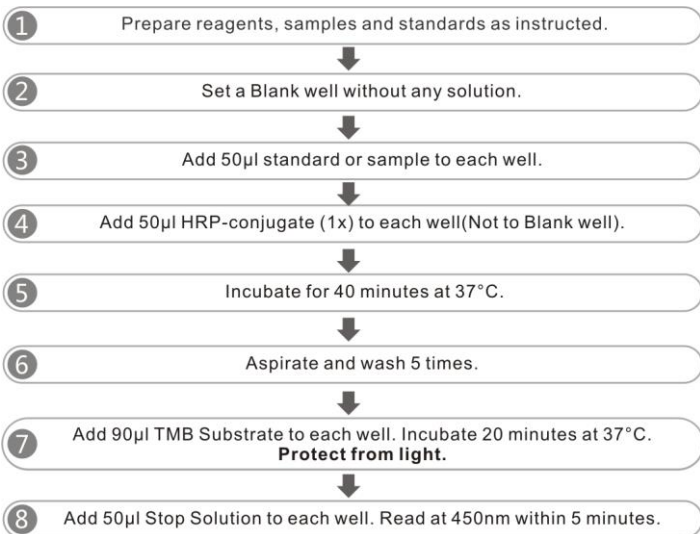 1 Prepare reagents, samples and standards as instructed.
2 Set a Blank well without any solution.
3 Add 50µl standard or sample to each well.
4 Add 50µl HRP-conjugate (1x) to each well(Not to Blank well).
5 Incubate for 40 minutes at 37°C.
6 Aspirate and wash 5 times.
7 Add 90µl TMB Substrate to each well. Incubate 20 minutes at 37°C.
Protect from light.
8 Add 50µl Stop Solution to each well. Read at 450nm within 5 minutes.